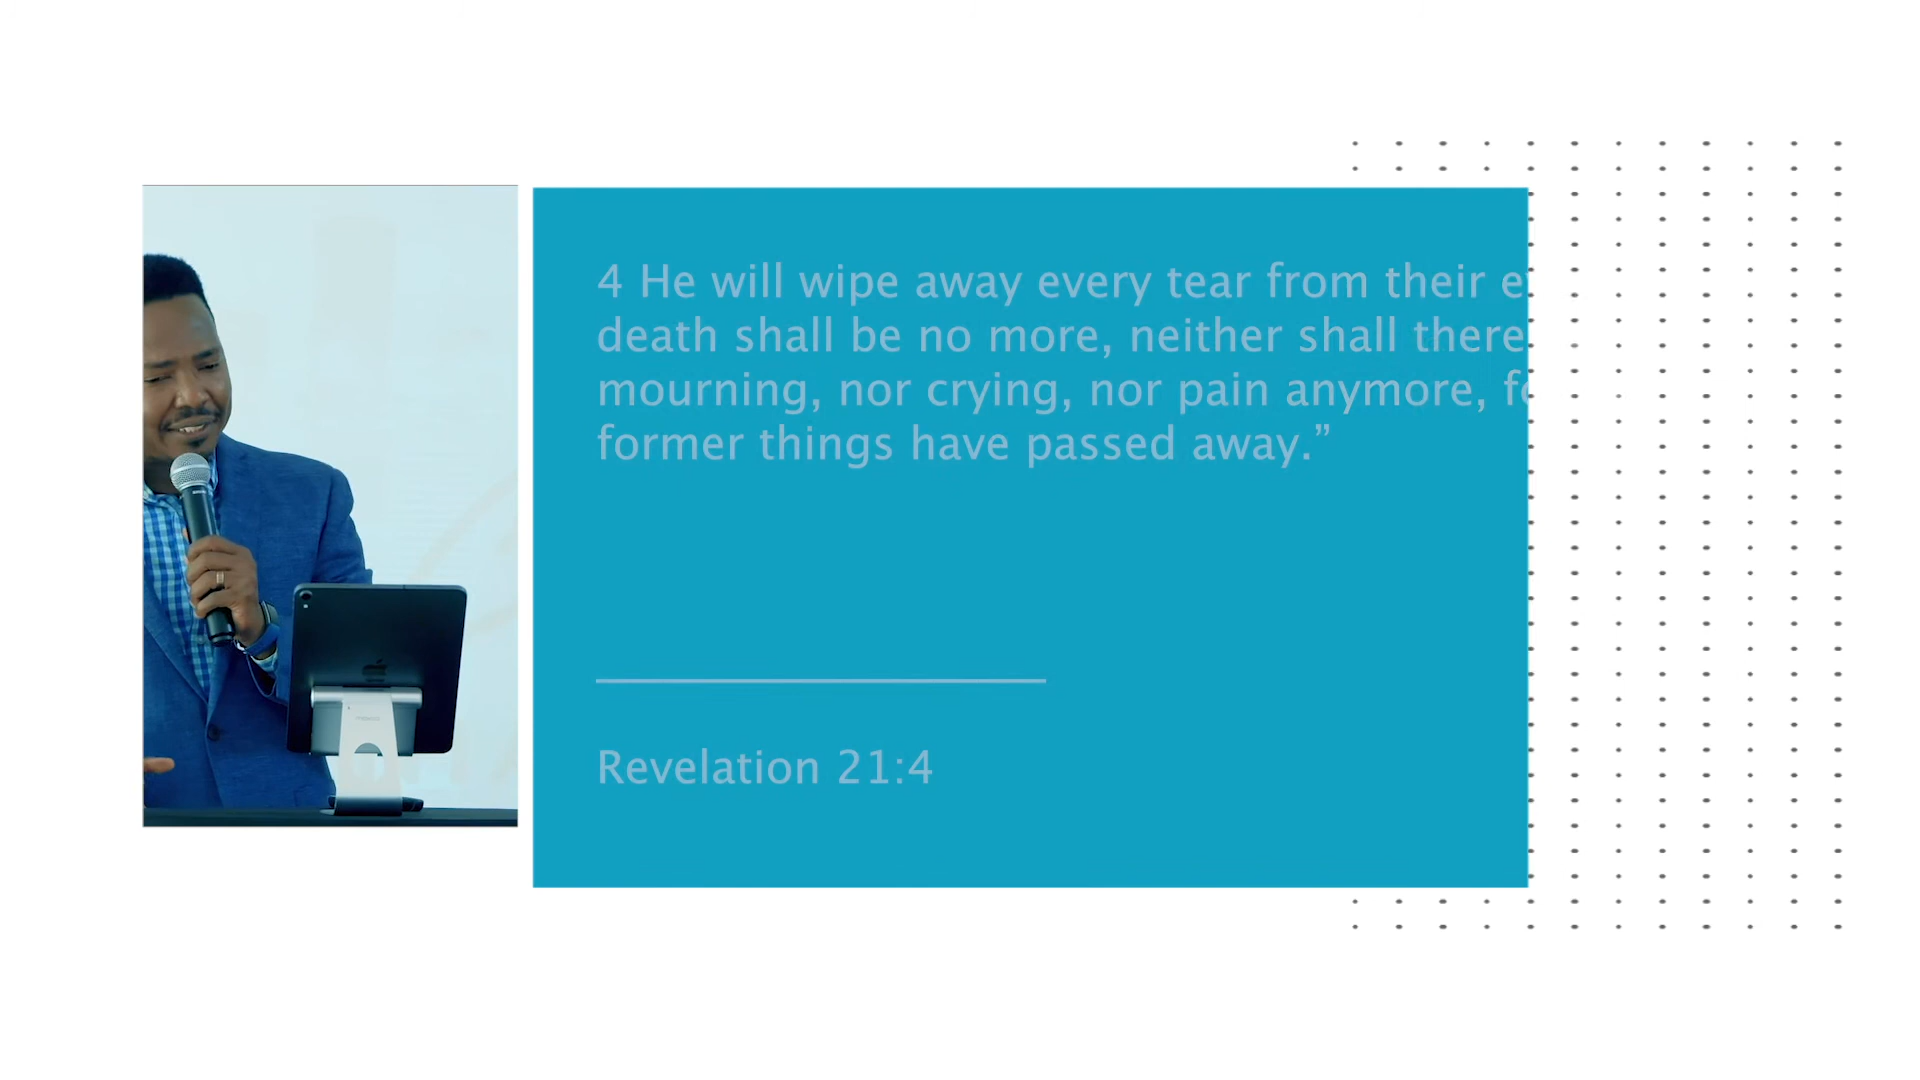 4 He will wipe away every tear from their
death shall be no more, neither shall there
mourning, nor crying, nor pain anymore,
former things have passed away.”
Revelation 21:4